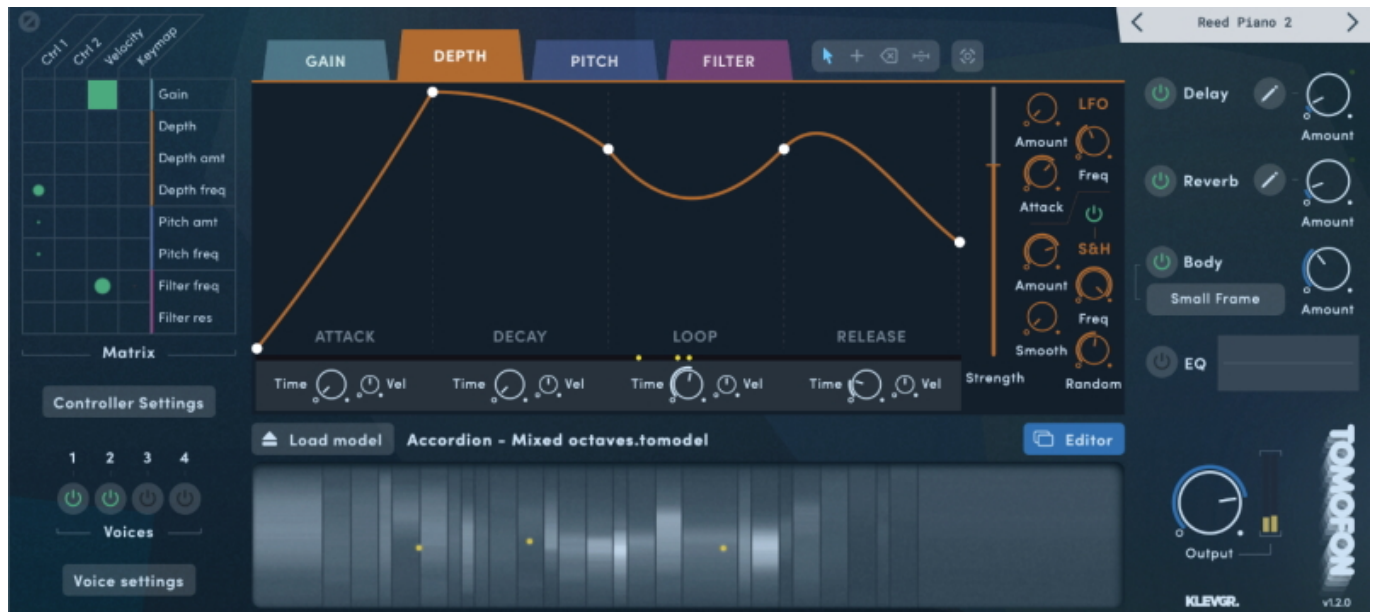 Ctrl 1
Ctrl 2
Velocity
Keymap
Gain
Depth
Depth amt
Depth freq
Pitch amt
Pitch freq
Filter freq
Filter res
Matrix
Controller Settings
1 2 3 4
Voices
Voice settings
GAIN
DEPTH
PITCH
FILTER
ATTACK
DECAY
LOOP
RELEASE
Time Vel
Time Vel
Time Vel
Time Vel
Strength
LFO
Amount
Freq
Attack
S&H
Amount
Freq
Smooth
Random
Load model
Accordion - Mixed octaves.tomodel
Editor
Reed Piano 2
Delay
Amount
Reverb
Amount
Body
Small Frame
Amount
EQ
Output
TOMOFON
KLEVGR.
v1.2.0